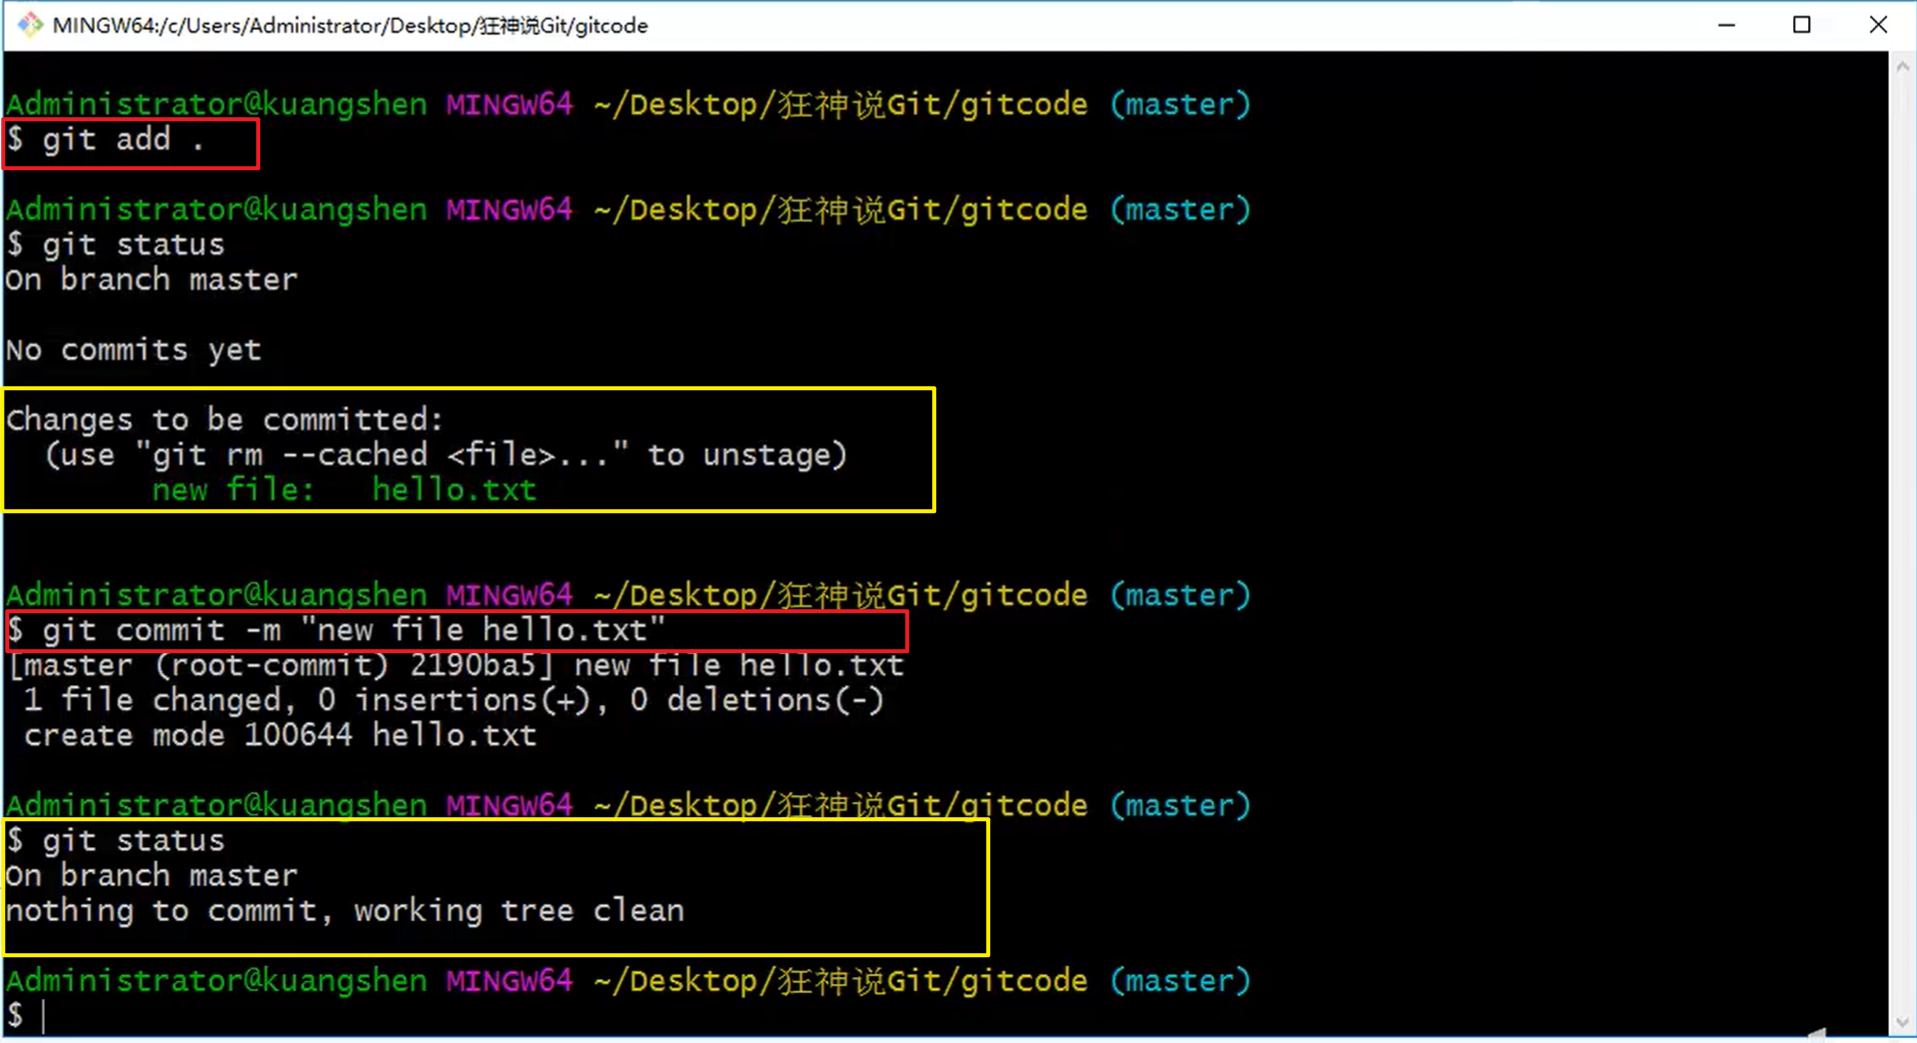 MINGW64:/c/Users/Administrator/Desktop/狂神说Git/gitcode
Administrator@kuangshen MINGW64 ~/Desktop/狂神说Git/gitcode (master)
$ git add .
Administrator@kuangshen MINGW64 ~/Desktop/狂神说Git/gitcode (master)
$ git status
On branch master
No commits yet
Changes to be committed:
  (use "git rm --cached <file>..." to unstage)
        new file:   hello.txt
Administrator@kuangshen MINGW64 ~/Desktop/狂神说Git/gitcode (master)
$ git commit -m "new file hello.txt"
[master (root-commit) 2190ba5] new file hello.txt
 1 file changed, 0 insertions(+), 0 deletions(-)
 create mode 100644 hello.txt
Administrator@kuangshen MINGW64 ~/Desktop/狂神说Git/gitcode (master)
$ git status
On branch master
nothing to commit, working tree clean
Administrator@kuangshen MINGW64 ~/Desktop/狂神说Git/gitcode (master)
$